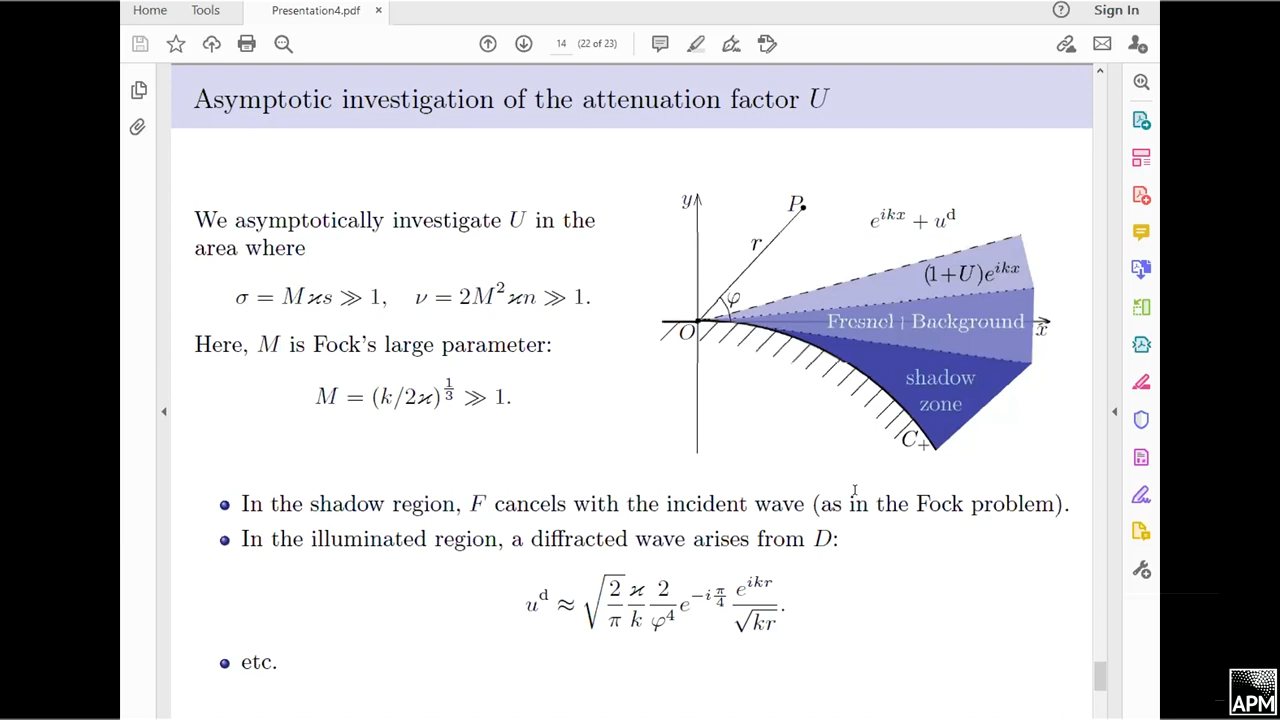 Home Tools Presentation4.pdf × Sign In
14 (22 of 23)
Asymptotic investigation of the attenuation factor U
We asymptotically investigate U in the
area where
σ = Mϰs ≫ 1, ν = 2M²ϰn ≫ 1.
Here, M is Fock's large parameter:
M = (k/2ϰ)^{1/3} ≫ 1.
y
P
e^{ikx} + u^d
r
(1+U)e^{ikx}
φ
Fresnel | Background
O
x
shadow
zone
C₊
In the shadow region, F cancels with the incident wave (as in the Fock problem).
In the illuminated region, a diffracted wave arises from D:
u^d ≈ √(2/π) ϰ/k 2/φ⁴ e^{-iπ/4} e^{ikr}/√(kr).
etc.
APM